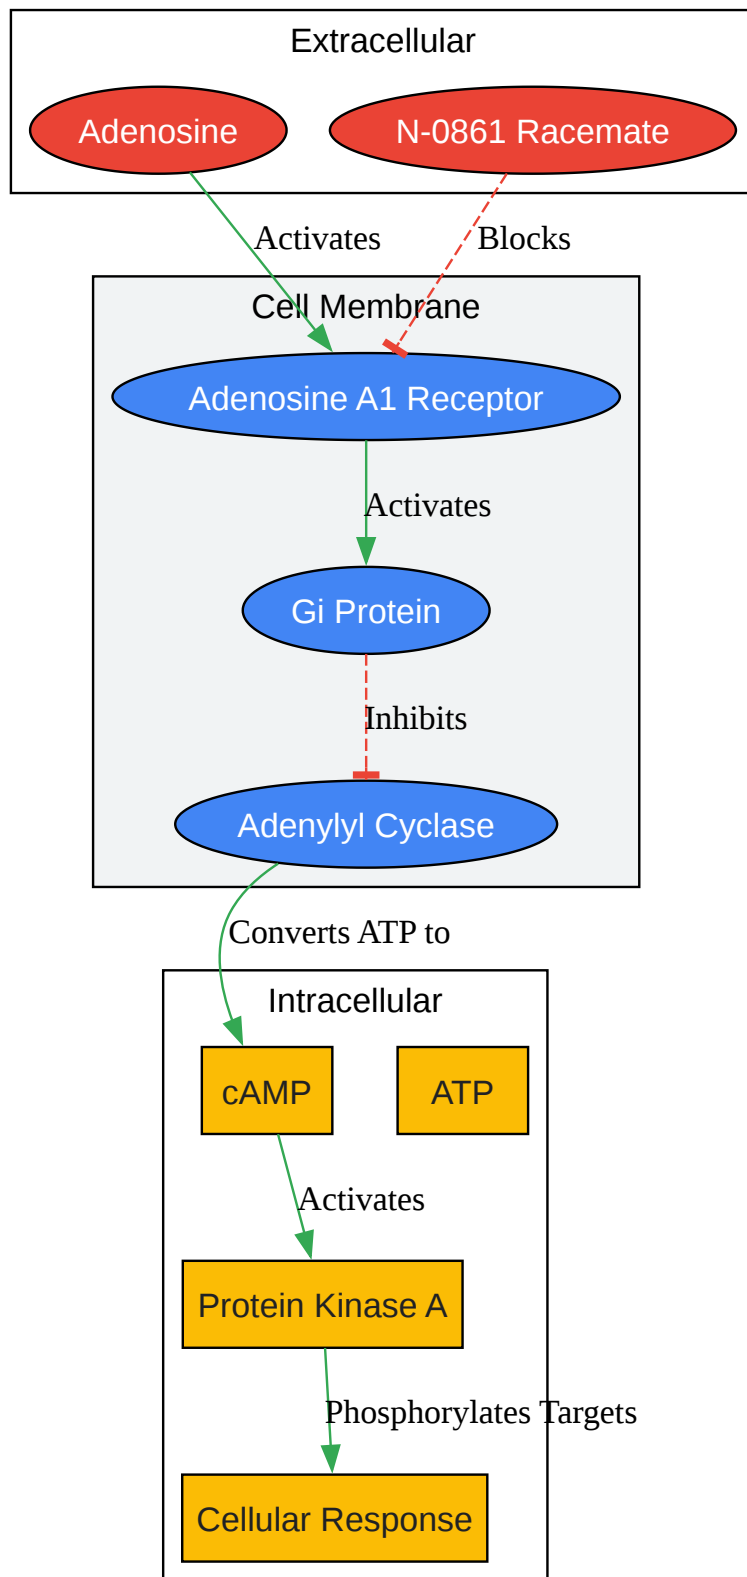 Extracellular
Adenosine
N-0861 Racemate
Activates
Blocks
Cell Membrane
Adenosine A1 Receptor
Activates
Gi Protein
Inhibits
Adenylyl Cyclase
Converts ATP to
Intracellular
cAMP
ATP
Activates
Protein Kinase A
Phosphorylates Targets
Cellular Response